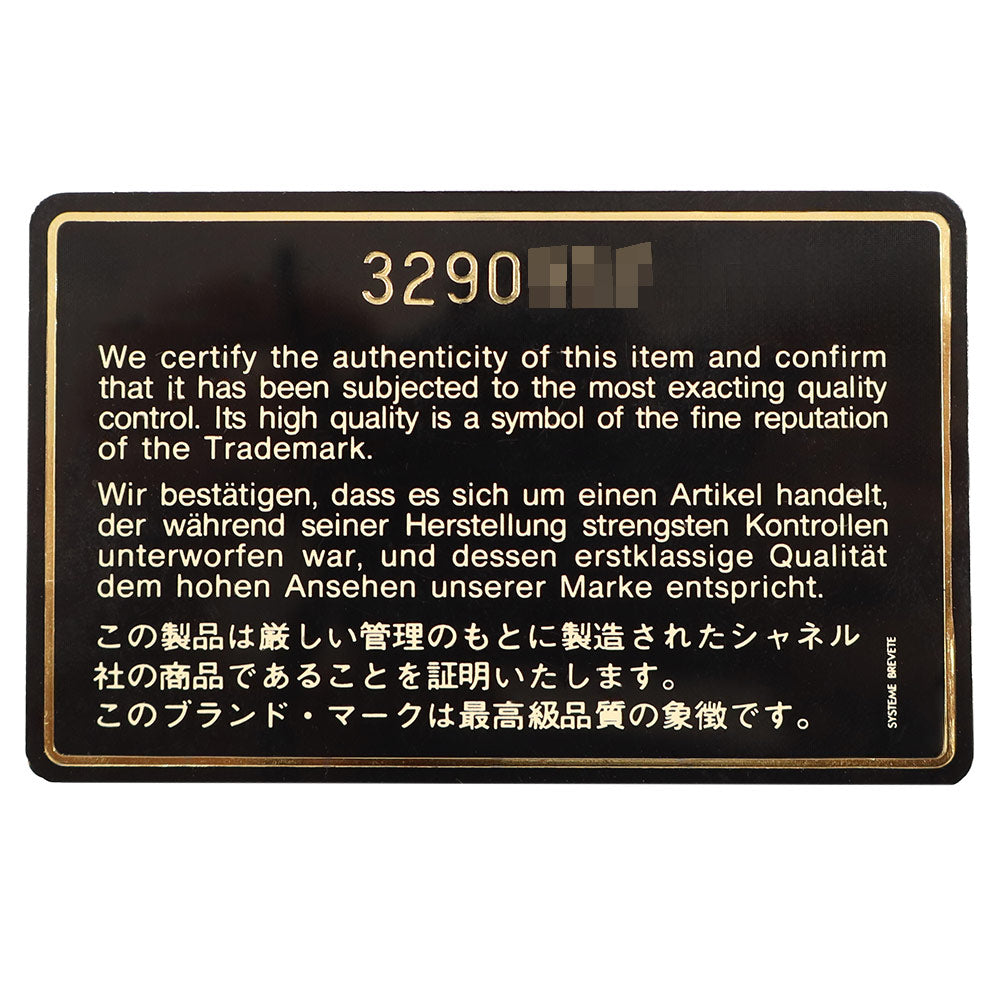 3290
We certify the authenticity of this item and confirm
that it has been subjected to the most exacting quality
control. Its high quality is a symbol of the fine reputation
of the Trademark.
Wir bestätigen, dass es sich um einen Artikel handelt,
der während seiner Herstellung strengsten Kontrollen
unterworfen war, und dessen erstklassige Qualität
dem hohen Ansehen unserer Marke entspricht.
この製品は厳しい管理のもとに製造されたシャネル
社の商品であることを証明いたします。
このブランド・マークは最高級品質の象徴です。
SYSTEME BREVETE